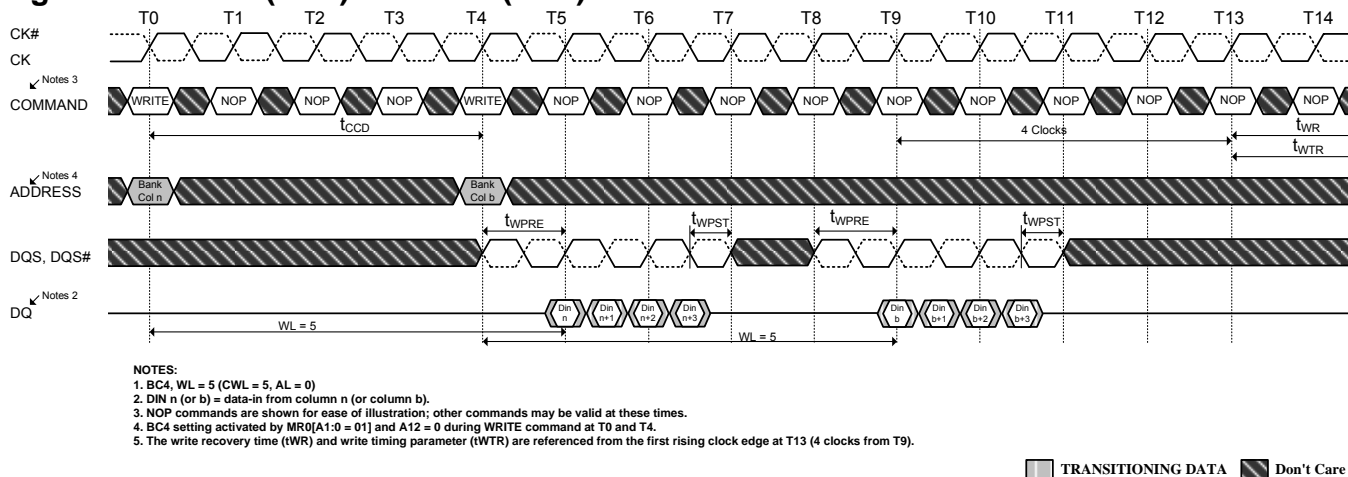 T0 T1 T2 T3 T4 T5 T6 T7 T8 T9 T10 T11 T12 T13 T14
CK#
CK
Notes 3
COMMAND
WRITE NOP NOP NOP WRITE NOP NOP NOP NOP NOP NOP NOP NOP NOP NOP
tCCD
4 Clocks
tWR
tWTR
Notes 4
ADDRESS
Bank Col n
Bank Col b
tWPRE tWPST tWPRE tWPST
DQS, DQS#
Notes 2
DQ
Din n Din n+1 Din n+2 Din n+3 Din b Din b+1 Din b+2 Din b+3
WL = 5
WL = 5
NOTES:
1. BC4, WL = 5 (CWL = 5, AL = 0)
2. DIN n (or b) = data-in from column n (or column b).
3. NOP commands are shown for ease of illustration; other commands may be valid at these times.
4. BC4 setting activated by MR0[A1:0 = 01] and A12 = 0 during WRITE command at T0 and T4.
5. The write recovery time (tWR) and write timing parameter (tWTR) are referenced from the first rising clock edge at T13 (4 clocks from T9).
TRANSITIONING DATA Don't Care